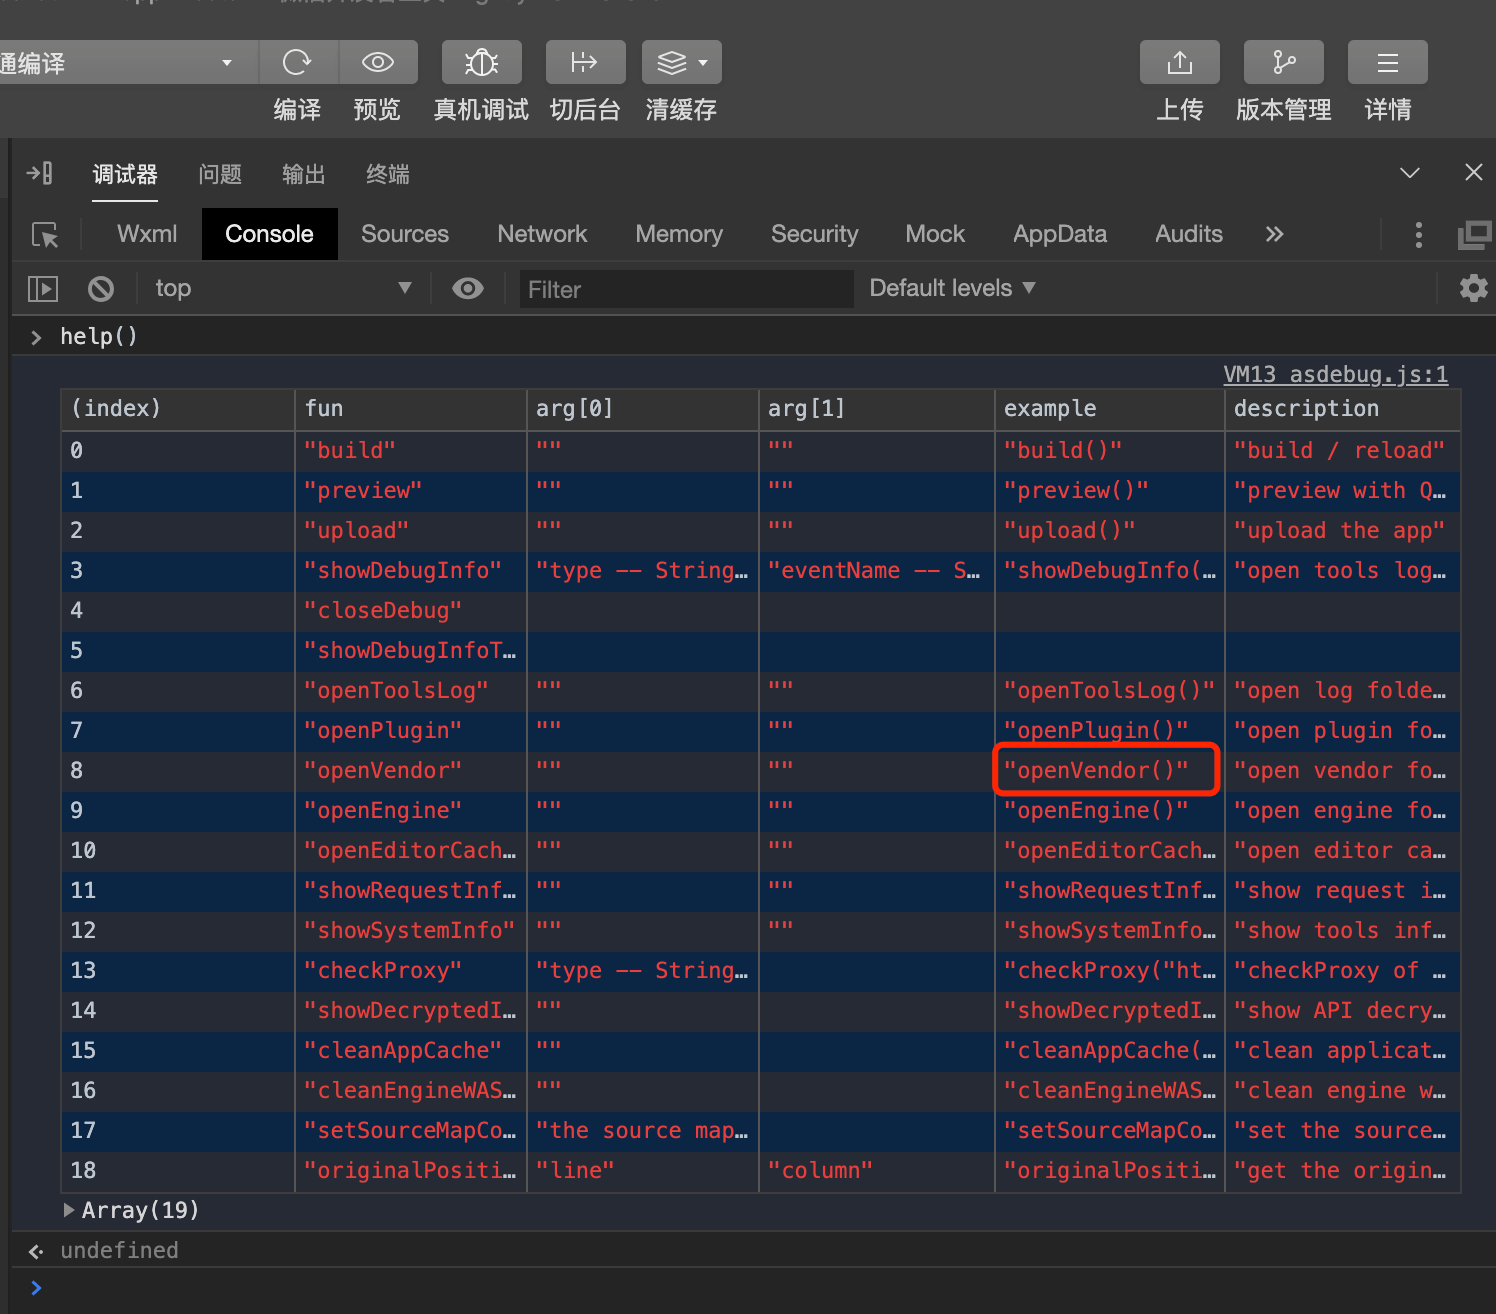 通编译
编译 预览 真机调试 切后台 清缓存 上传 版本管理 详情
调试器 问题 输出 终端
Wxml Console Sources Network Memory Security Mock AppData Audits »
top ▼ Filter Default levels ▼
> help()
VM13 asdebug.js:1
(index) fun arg[0] arg[1] example description
0 "build" "" "" "build()" "build / reload"
1 "preview" "" "" "preview()" "preview with Q…
2 "upload" "" "" "upload()" "upload the app"
3 "showDebugInfo" "type -- String… "eventName -- S… "showDebugInfo(… "open tools log…
4 "closeDebug"
5 "showDebugInfoT…
6 "openToolsLog" "" "" "openToolsLog()" "open log folde…
7 "openPlugin" "" "" "openPlugin()" "open plugin fo…
8 "openVendor" "" "" "openVendor()" "open vendor fo…
9 "openEngine" "" "" "openEngine()" "open engine fo…
10 "openEditorCach… "" "" "openEditorCach… "open editor ca…
11 "showRequestInf… "" "" "showRequestInf… "show request i…
12 "showSystemInfo" "" "" "showSystemInfo… "show tools inf…
13 "checkProxy" "type -- String… "checkProxy("ht… "checkProxy of …
14 "showDecryptedI… "" "showDecryptedI… "show API decry…
15 "cleanAppCache" "" "cleanAppCache(… "clean applicat…
16 "cleanEngineWAS… "" "cleanEngineWAS… "clean engine w…
17 "setSourceMapCo… "the source map… "setSourceMapCo… "set the source…
18 "originalPositi… "line" "column" "originalPositi… "get the origin…
▶ Array(19)
undefined
>